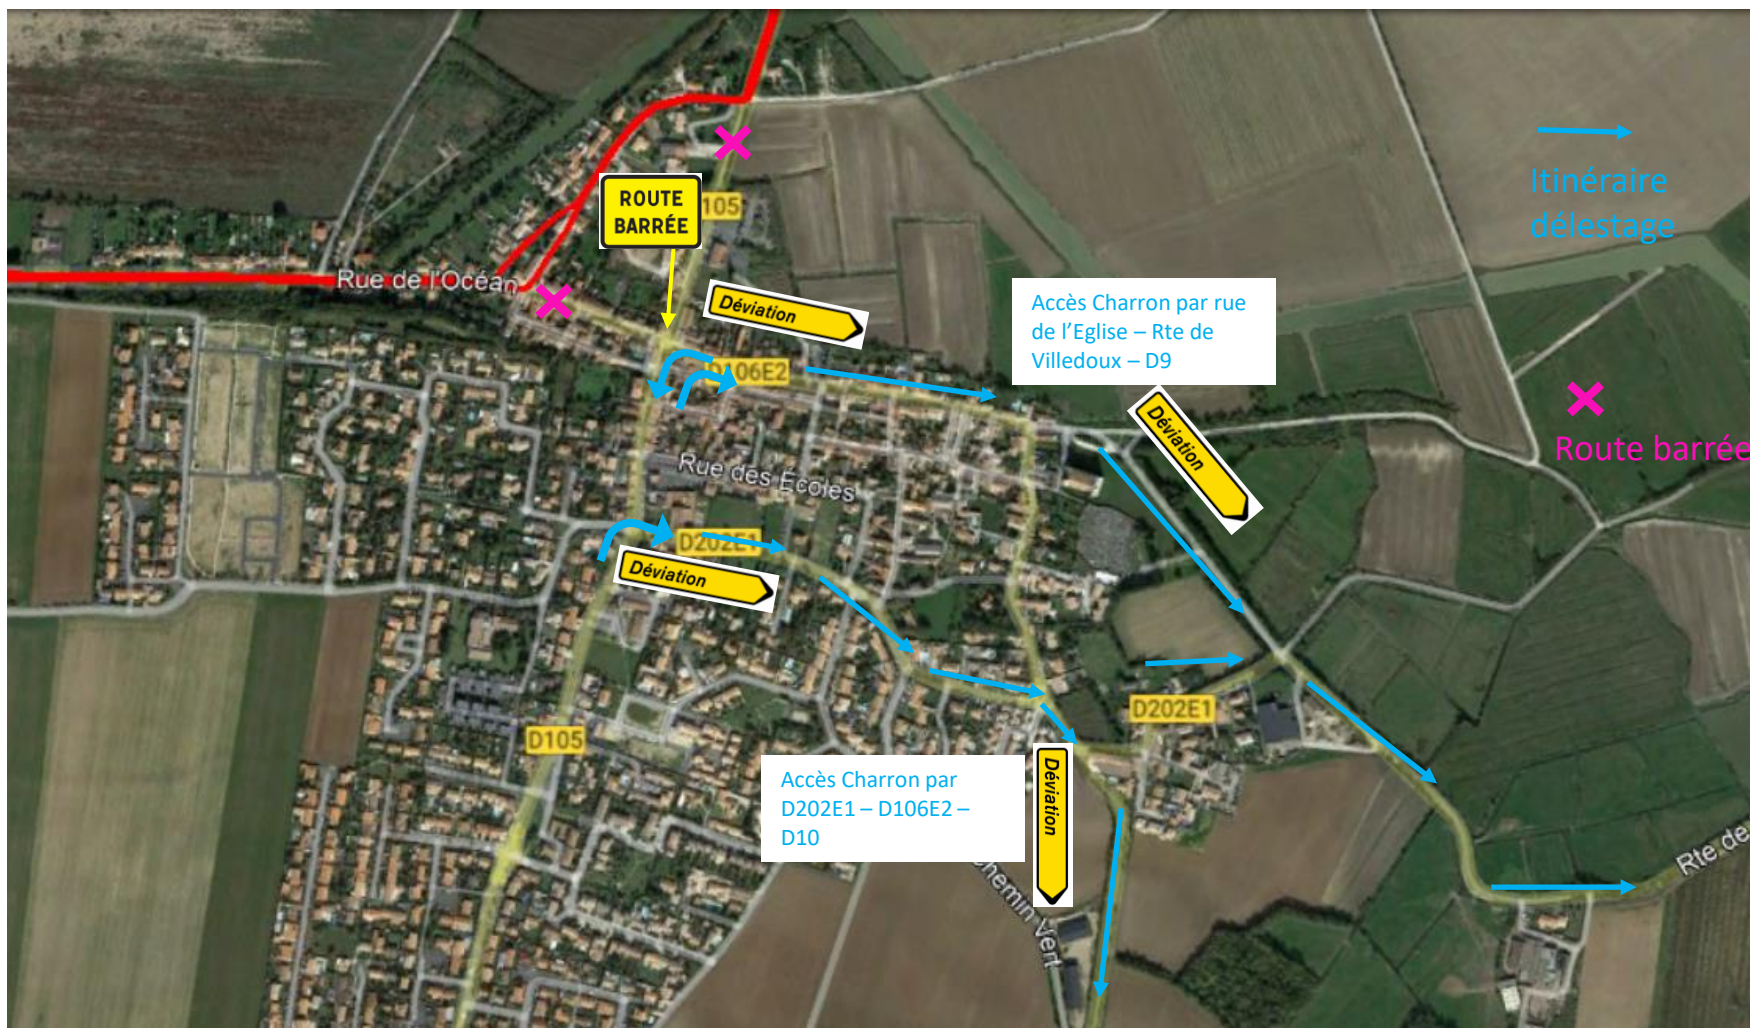 ROUTE
BARRÉE
105
Itinéraire
délestage
Rue de l'Océan
Déviation
Accès Charron par rue
de l'Eglise – Rte de
Villedoux – D9
D106E2
Déviation
Route barrée
Rue des Ecoles
D202E1
Déviation
D202E1
D105
Déviation
Accès Charron par
D202E1 – D106E2 –
D10
Chemin Vert
Rte de